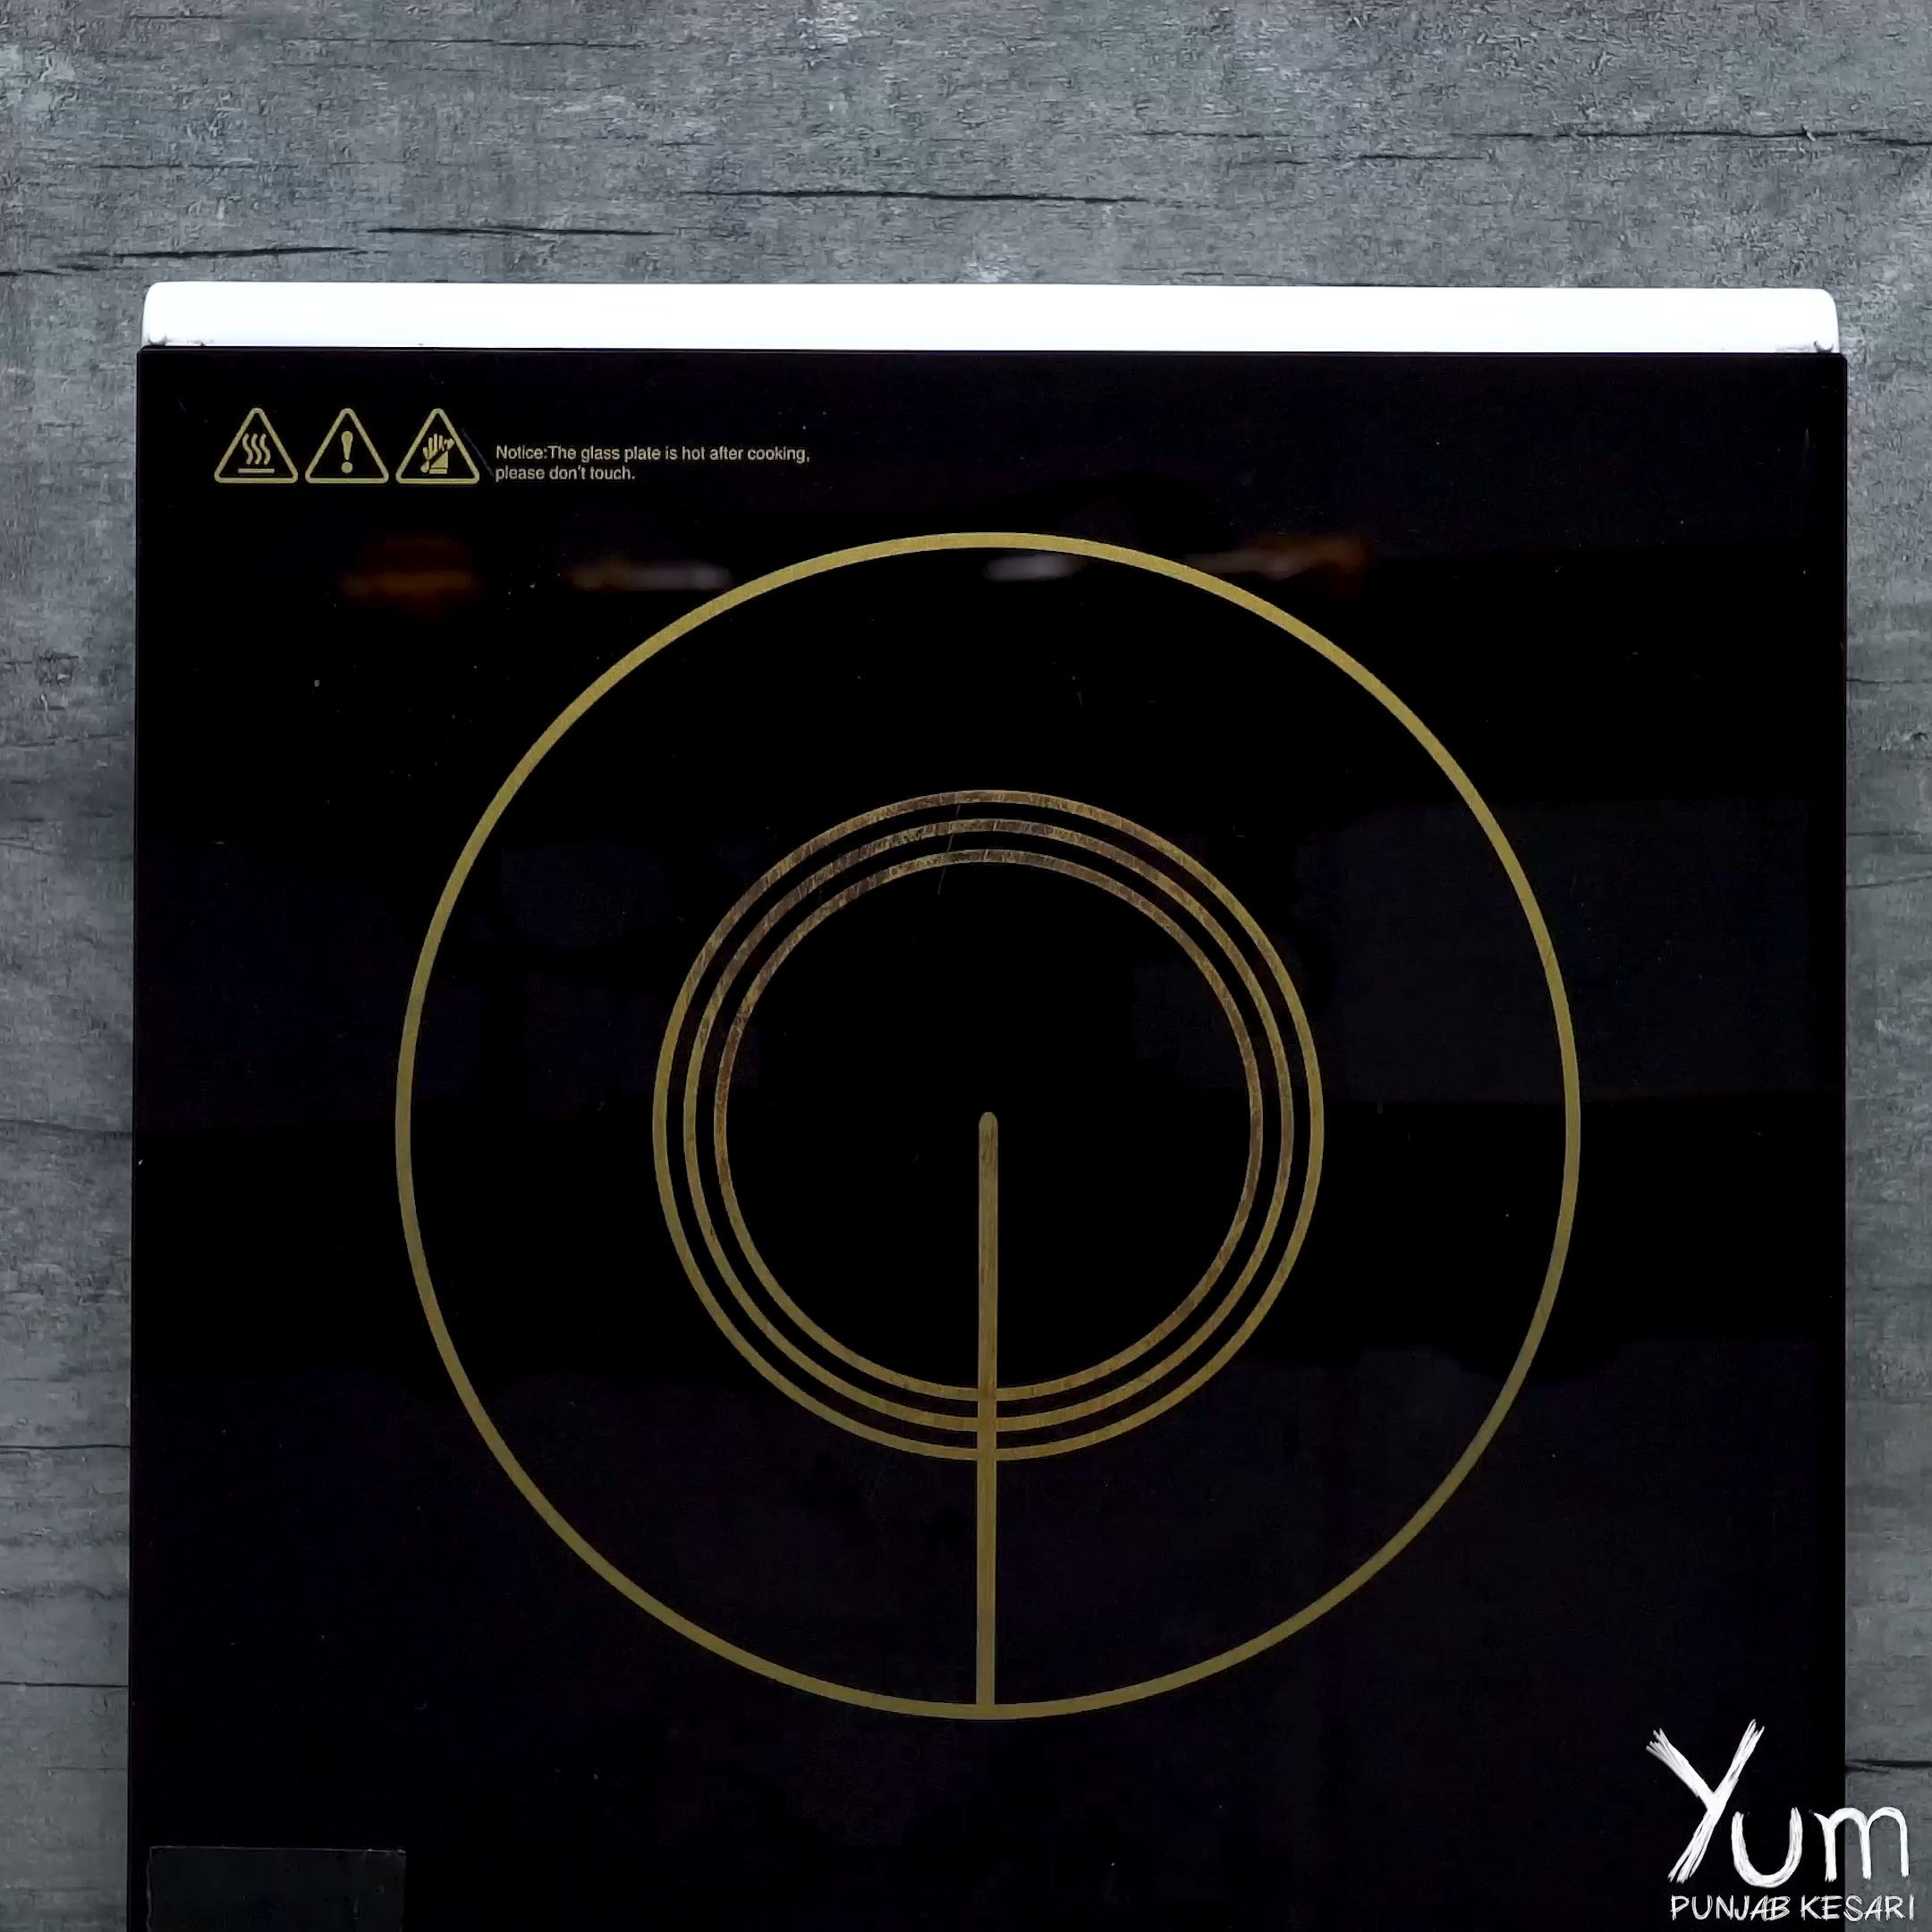 Notice:The glass plate is hot after cooking,
please don't touch.
Yum
PUNJAB KESARI